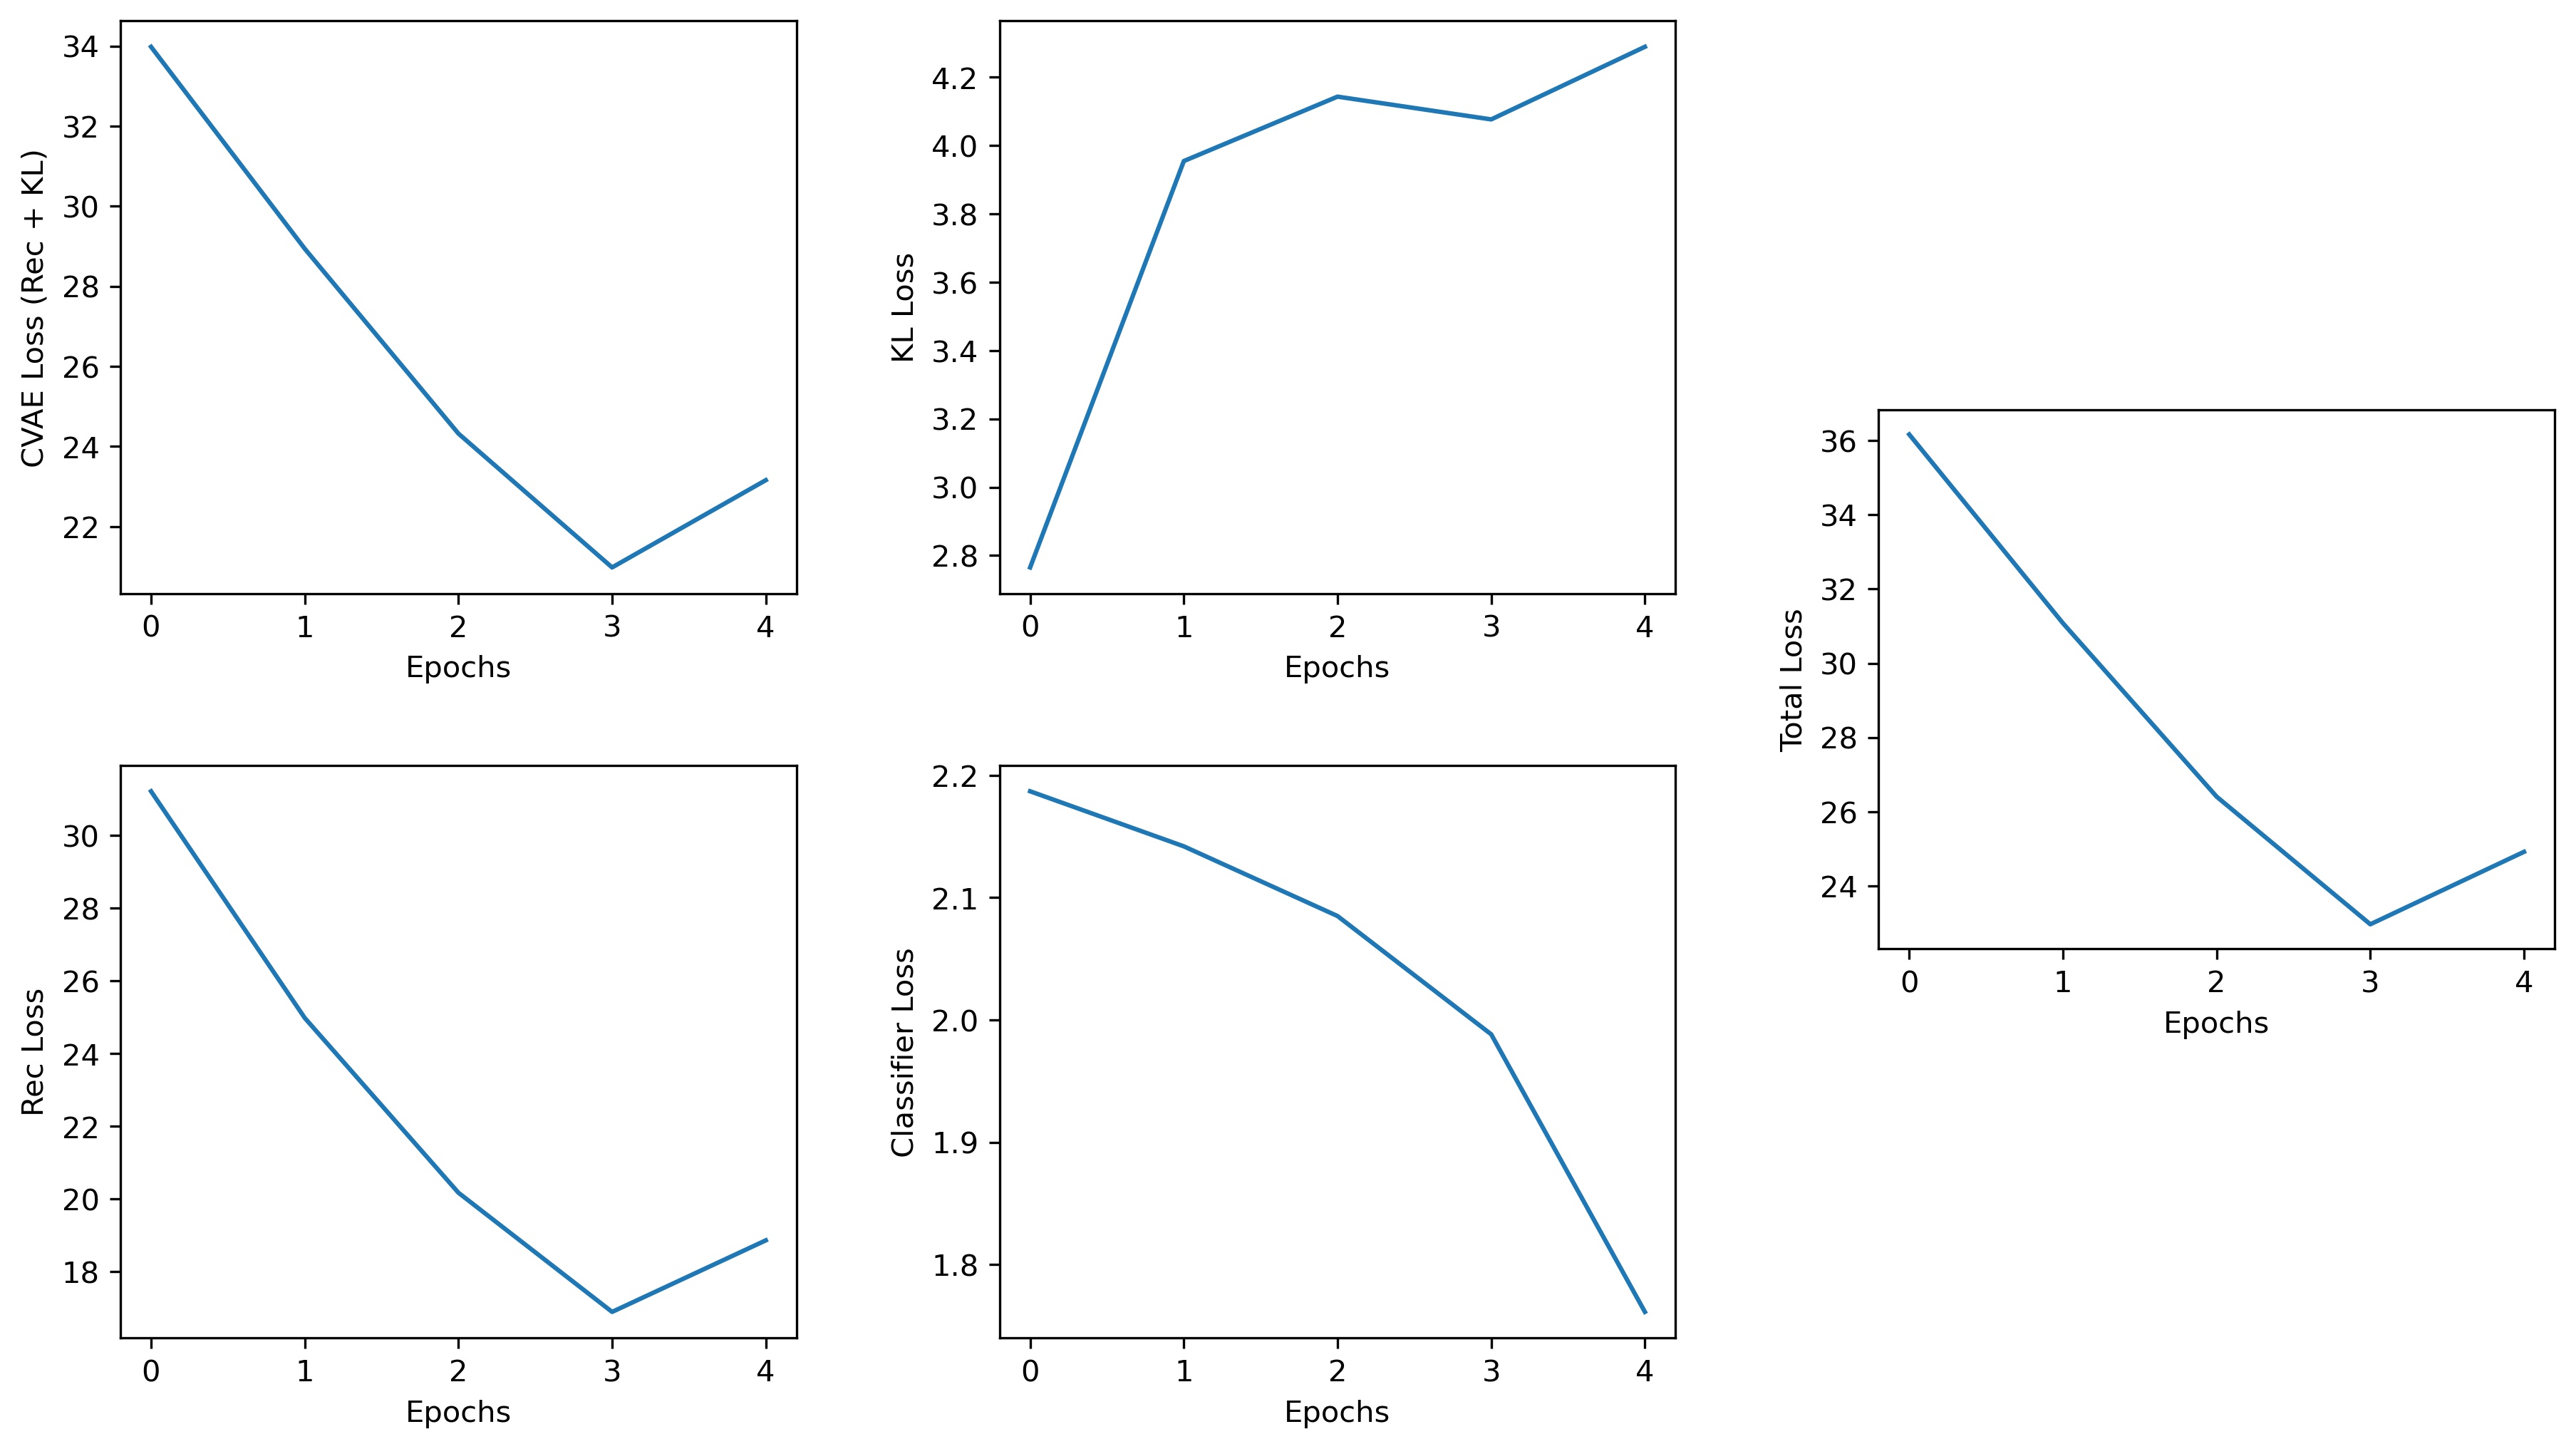 CVAE Loss (Rec + KL)
34
32
30
28
26
24
22
0 1 2 3 4
Epochs
KL Loss
4.2
4.0
3.8
3.6
3.4
3.2
3.0
2.8
0 1 2 3 4
Epochs
Rec Loss
30
28
26
24
22
20
18
0 1 2 3 4
Epochs
Classifier Loss
2.2
2.1
2.0
1.9
1.8
0 1 2 3 4
Epochs
Total Loss
36
34
32
30
28
26
24
0 1 2 3 4
Epochs